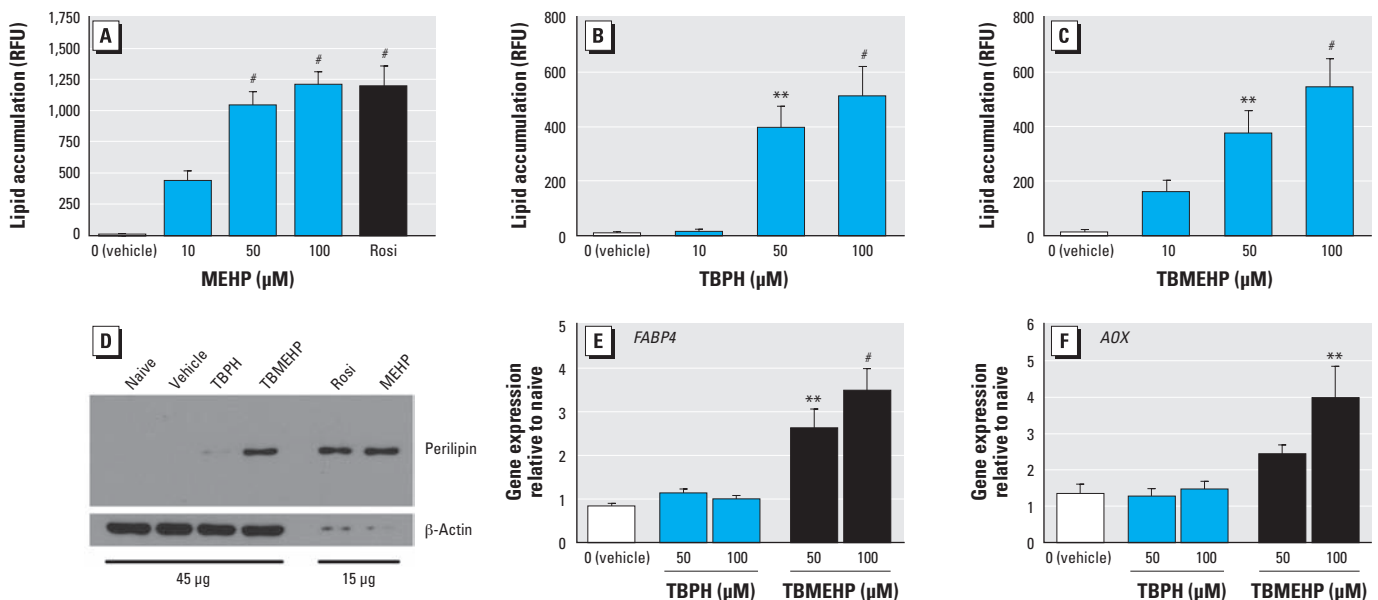 A
Lipid accumulation (RFU)
1,750
1,500
1,250
1,000
750
500
250
0
#
#
#
0 (vehicle) 10 50 100 Rosi
MEHP (µM)
B
Lipid accumulation (RFU)
800
600
400
200
0
**
#
0 (vehicle) 10 50 100
TBPH (µM)
C
Lipid accumulation (RFU)
800
600
400
200
0
**
#
0 (vehicle) 10 50 100
TBMEHP (µM)
D
Naive Vehicle TBPH TBMEHP Rosi MEHP
Perilipin
β-Actin
45 µg 15 µg
E
FABP4
Gene expression
relative to naive
5
4
3
2
1
0
**
#
0 (vehicle) 50 100 50 100
TBPH (µM) TBMEHP (µM)
F
AOX
Gene expression
relative to naive
6
5
4
3
2
1
0
**
0 (vehicle) 50 100 50 100
TBPH (µM) TBMEHP (µM)